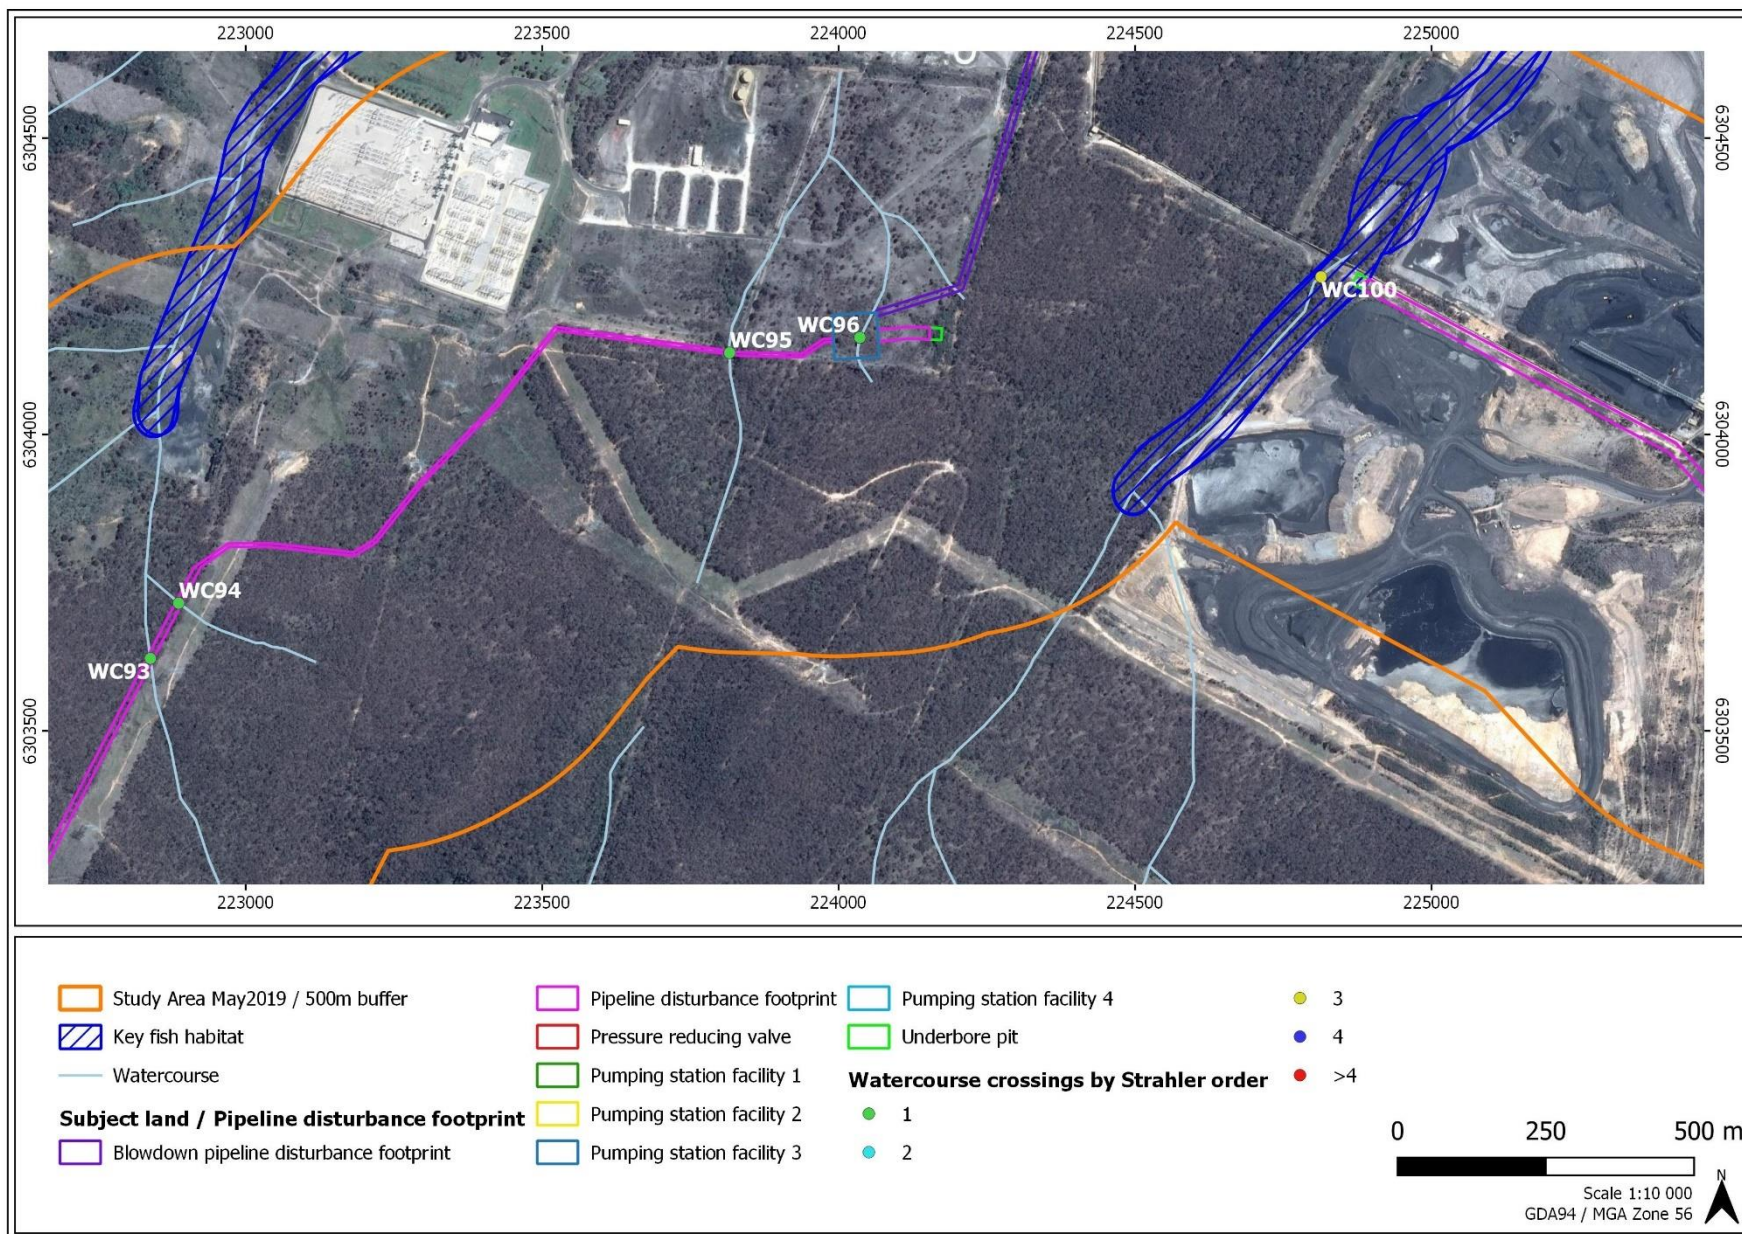 223000 223500 224000 224500 225000
6304500 6304500
WC100
WC96
WC95
6304000 6304000
WC94
WC93
6303500 6303500
223000 223500 224000 224500 225000
Study Area May2019 / 500m buffer
Key fish habitat
Watercourse
Subject land / Pipeline disturbance footprint
Blowdown pipeline disturbance footprint
Pipeline disturbance footprint
Pressure reducing valve
Pumping station facility 1
Pumping station facility 2
Pumping station facility 3
Pumping station facility 4
Underbore pit
Watercourse crossings by Strahler order
1
2
3
4
>4
0 250 500 m
N
Scale 1:10 000
GDA94 / MGA Zone 56